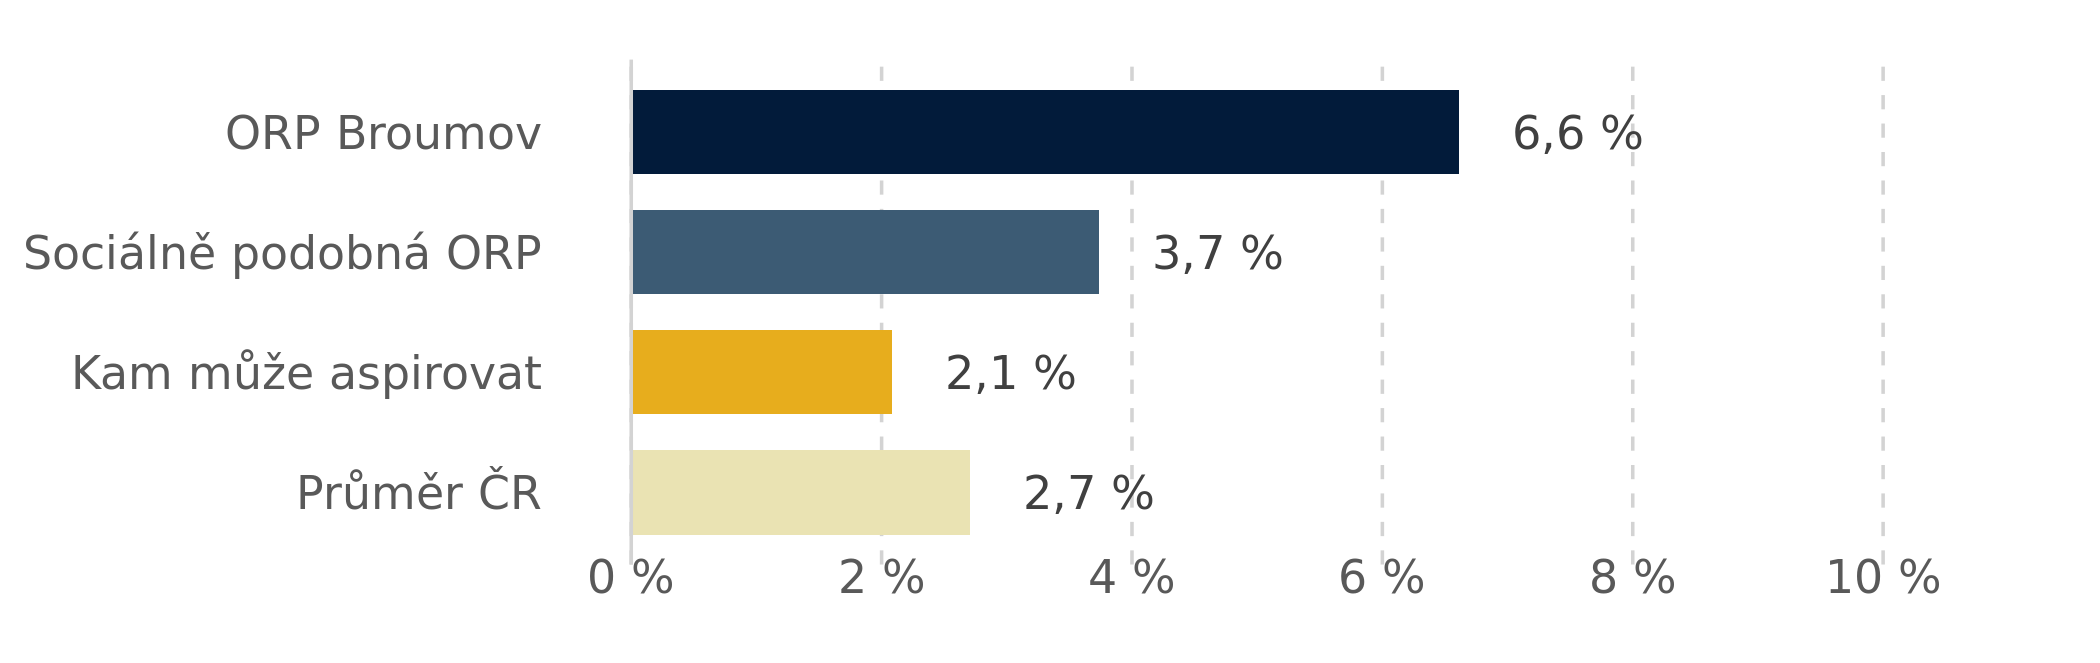 ORP Broumov
6,6 %
Sociálně podobná ORP
3,7 %
Kam může aspirovat
2,1 %
Průměr ČR
2,7 %
0 % 2 % 4 % 6 % 8 % 10 %